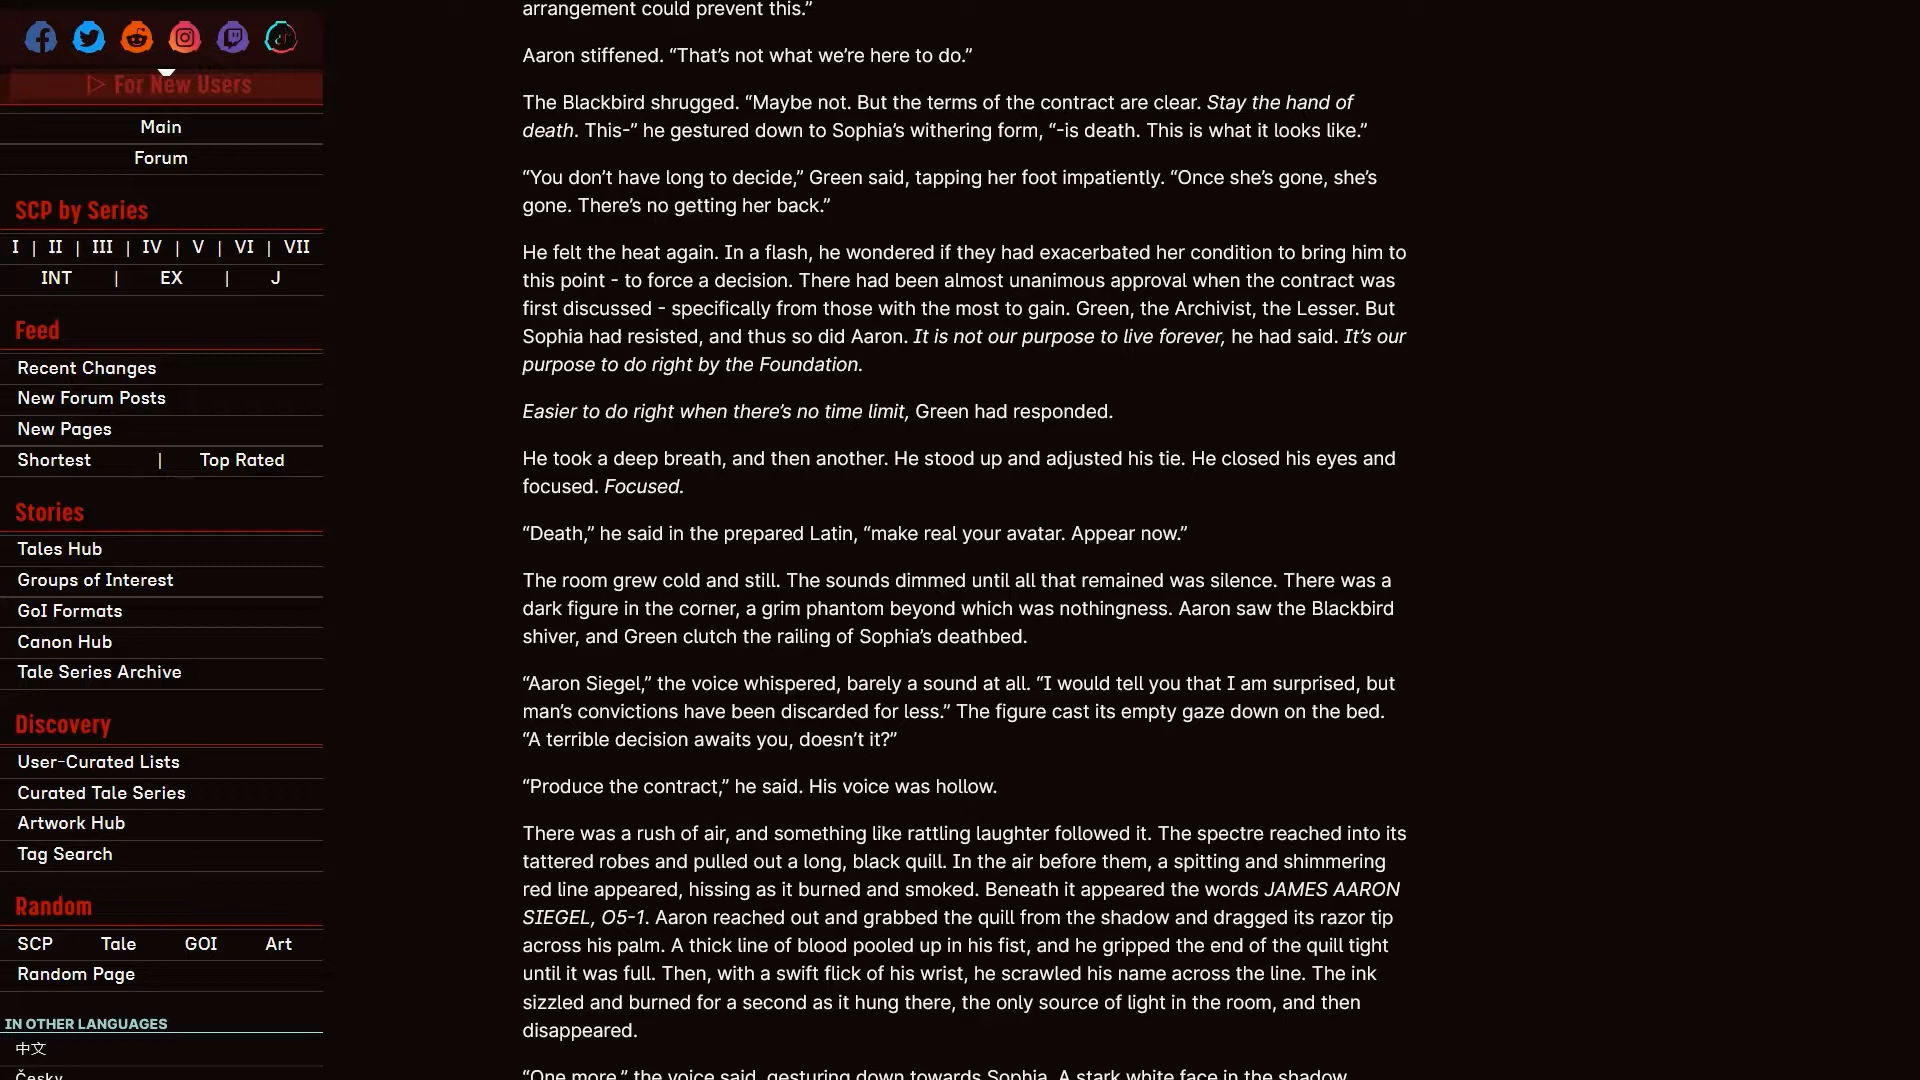 ▷ For New Users
Main
Forum
SCP by Series
I | II | III | IV | V | VI | VII
INT | EX | J
Feed
Recent Changes
New Forum Posts
New Pages
Shortest | Top Rated
Stories
Tales Hub
Groups of Interest
GoI Formats
Canon Hub
Tale Series Archive
Discovery
User-Curated Lists
Curated Tale Series
Artwork Hub
Tag Search
Random
SCP Tale GOI Art
Random Page
IN OTHER LANGUAGES
中文
Česky
arrangement could prevent this.”
Aaron stiffened. “That’s not what we’re here to do.”
The Blackbird shrugged. “Maybe not. But the terms of the contract are clear. Stay the hand of
death. This-” he gestured down to Sophia’s withering form, “-is death. This is what it looks like.”
“You don’t have long to decide,” Green said, tapping her foot impatiently. “Once she’s gone, she’s
gone. There’s no getting her back.”
He felt the heat again. In a flash, he wondered if they had exacerbated her condition to bring him to
this point - to force a decision. There had been almost unanimous approval when the contract was
first discussed - specifically from those with the most to gain. Green, the Archivist, the Lesser. But
Sophia had resisted, and thus so did Aaron. It is not our purpose to live forever, he had said. It’s our
purpose to do right by the Foundation.
Easier to do right when there’s no time limit, Green had responded.
He took a deep breath, and then another. He stood up and adjusted his tie. He closed his eyes and
focused. Focused.
“Death,” he said in the prepared Latin, “make real your avatar. Appear now.”
The room grew cold and still. The sounds dimmed until all that remained was silence. There was a
dark figure in the corner, a grim phantom beyond which was nothingness. Aaron saw the Blackbird
shiver, and Green clutch the railing of Sophia’s deathbed.
“Aaron Siegel,” the voice whispered, barely a sound at all. “I would tell you that I am surprised, but
man’s convictions have been discarded for less.” The figure cast its empty gaze down on the bed.
“A terrible decision awaits you, doesn’t it?”
“Produce the contract,” he said. His voice was hollow.
There was a rush of air, and something like rattling laughter followed it. The spectre reached into its
tattered robes and pulled out a long, black quill. In the air before them, a spitting and shimmering
red line appeared, hissing as it burned and smoked. Beneath it appeared the words JAMES AARON
SIEGEL, O5-1. Aaron reached out and grabbed the quill from the shadow and dragged its razor tip
across his palm. A thick line of blood pooled up in his fist, and he gripped the end of the quill tight
until it was full. Then, with a swift flick of his wrist, he scrawled his name across the line. The ink
sizzled and burned for a second as it hung there, the only source of light in the room, and then
disappeared.
“One more,” the voice said, gesturing down towards Sophia. A stark white face in the shadow